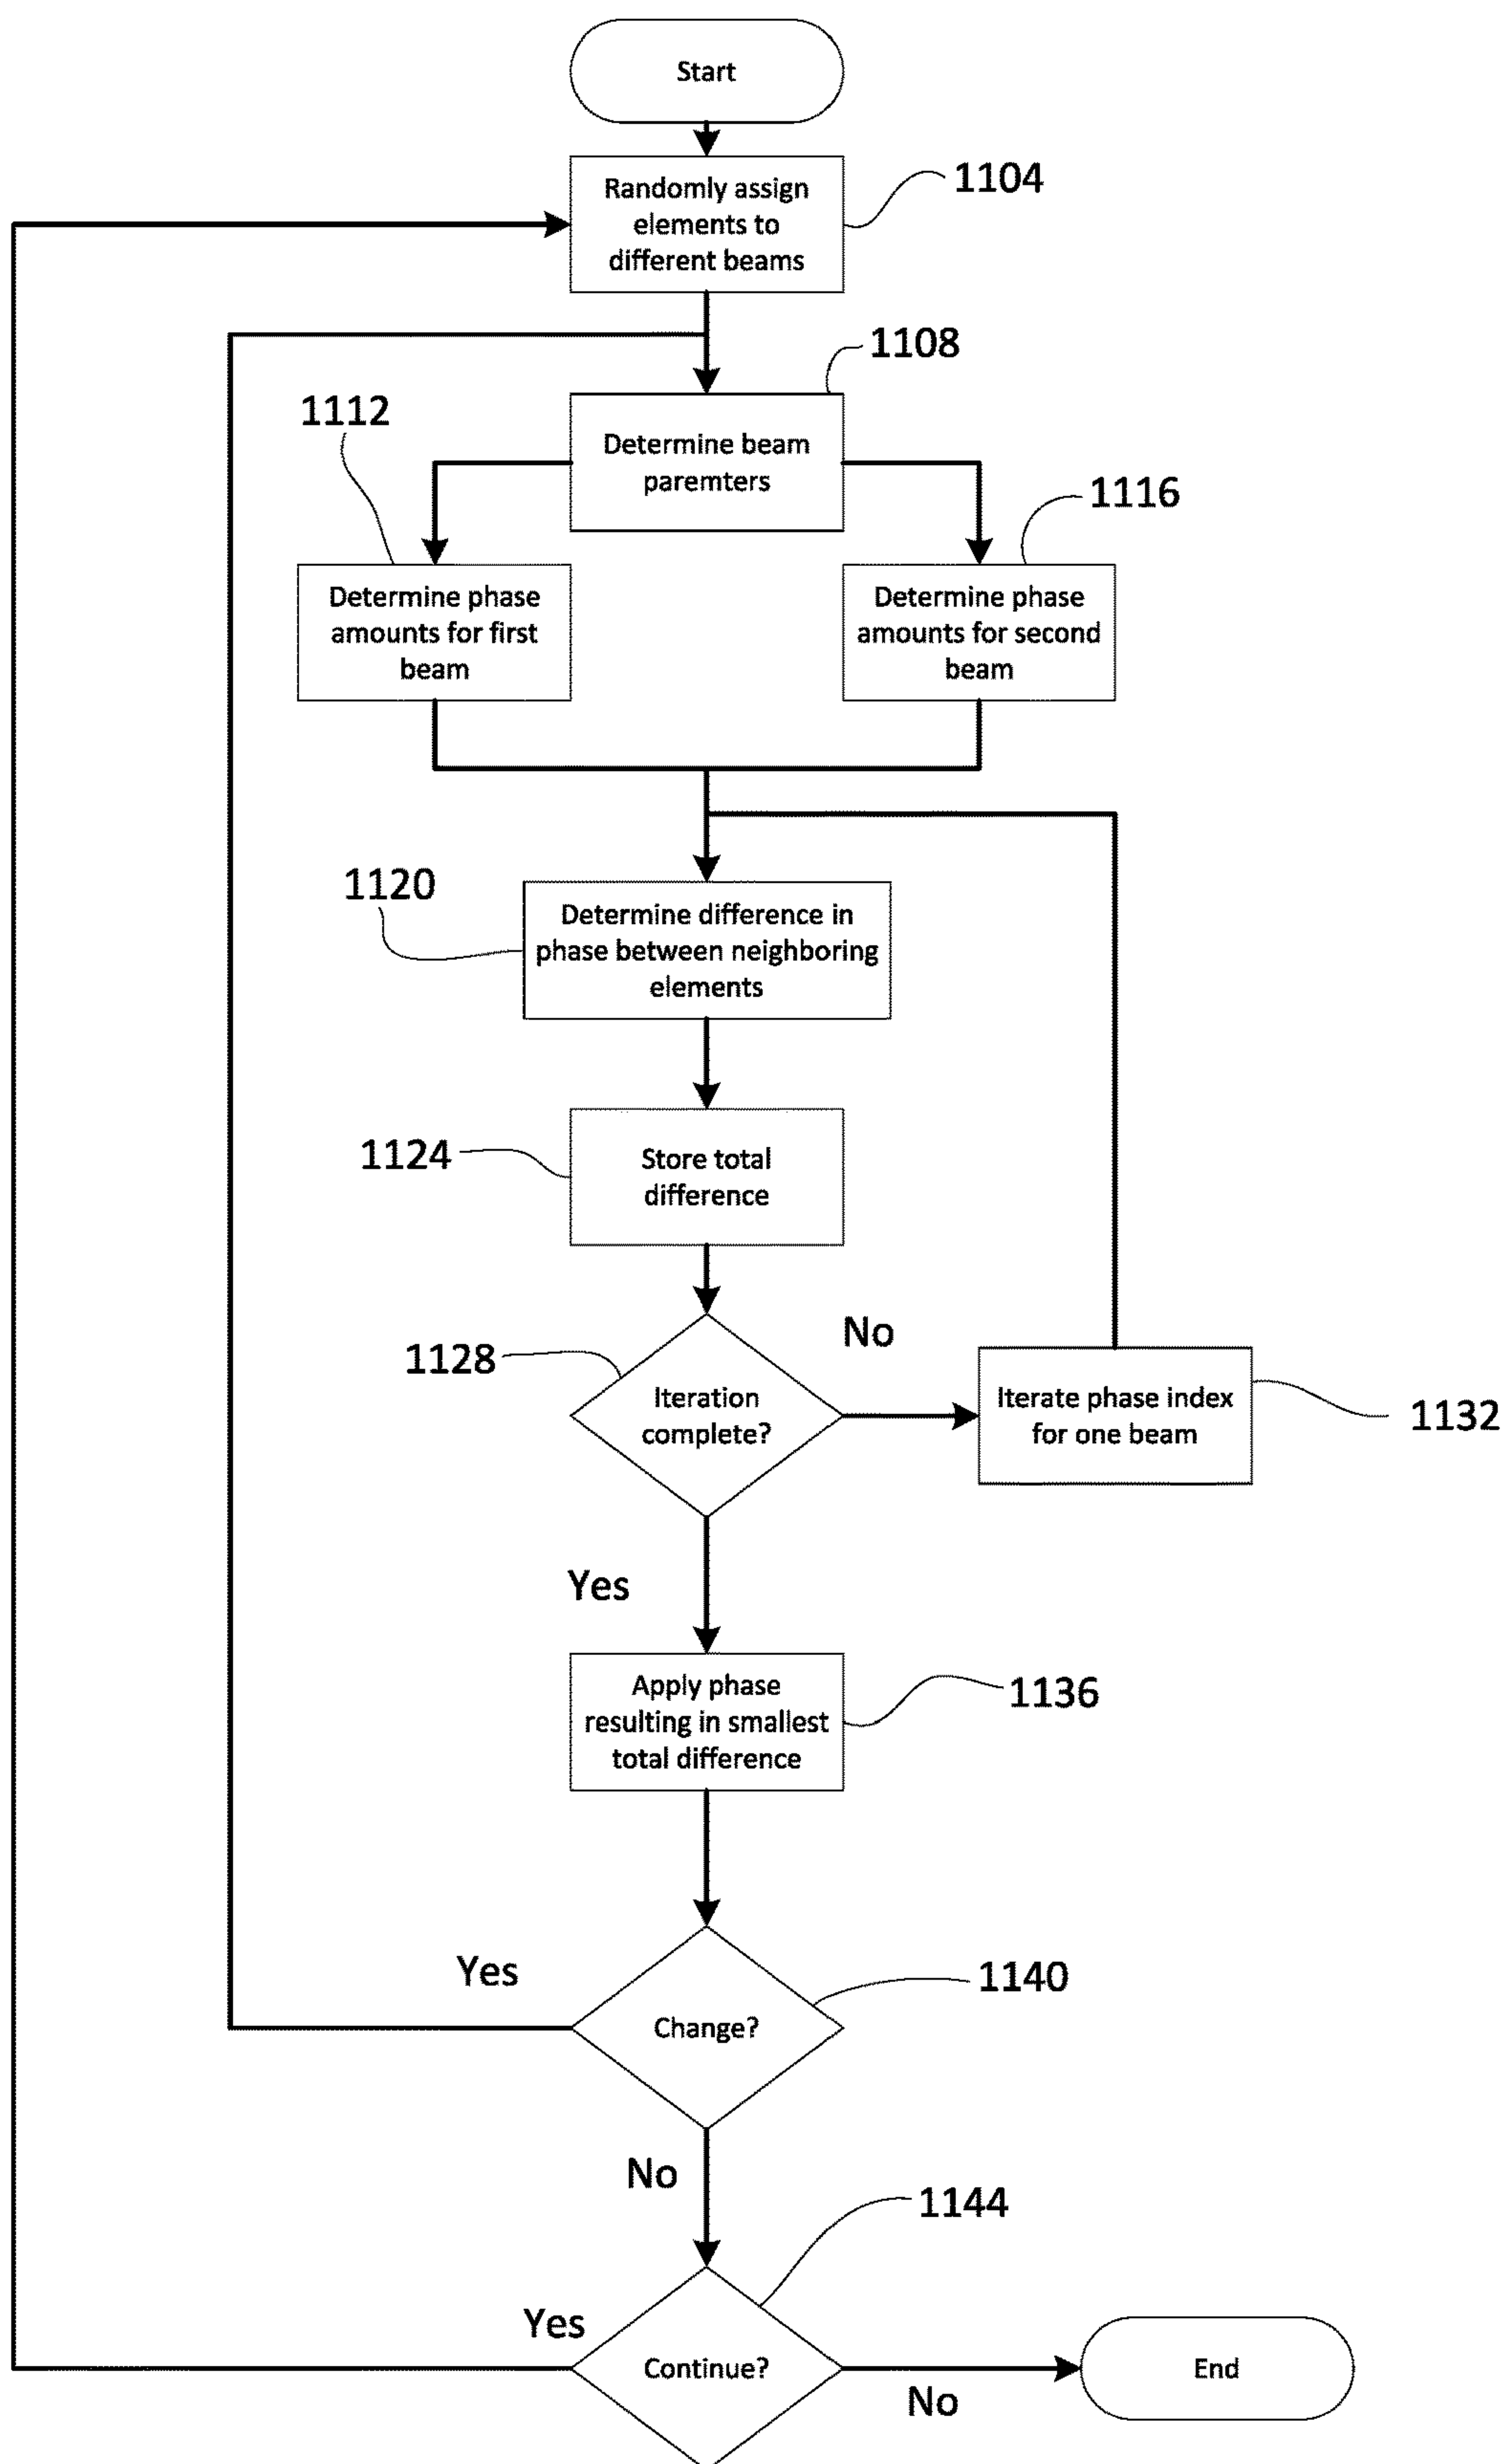 Start
Randomly assign
elements to
different beams
1104
1108
Determine beam
paremters
1112
1116
Determine phase
amounts for first
beam
Determine phase
amounts for second
beam
1120
Determine difference in
phase between neighboring
elements
1124
Store total
difference
1128
No
Iteration
complete?
Iterate phase index
for one beam
1132
Yes
Apply phase
resulting in smallest
total difference
1136
Yes
Change?
1140
No
1144
Yes
Continue?
No
End